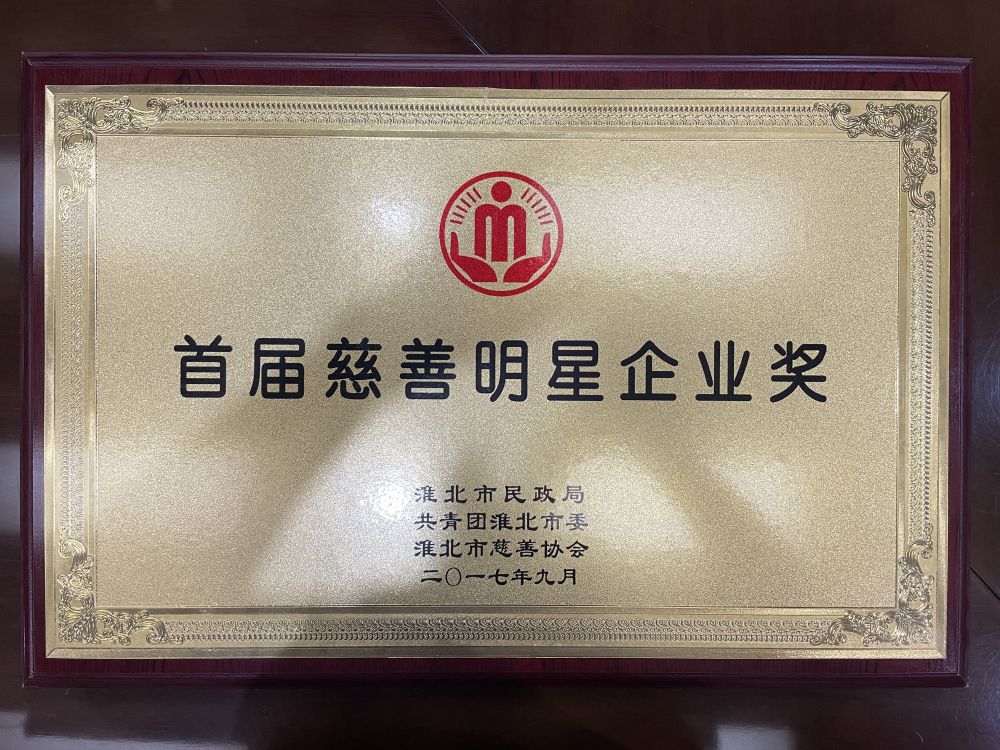 首届慈善明星企业奖
淮北市民政局
共青团淮北市委
淮北市慈善协会
二〇一七年九月